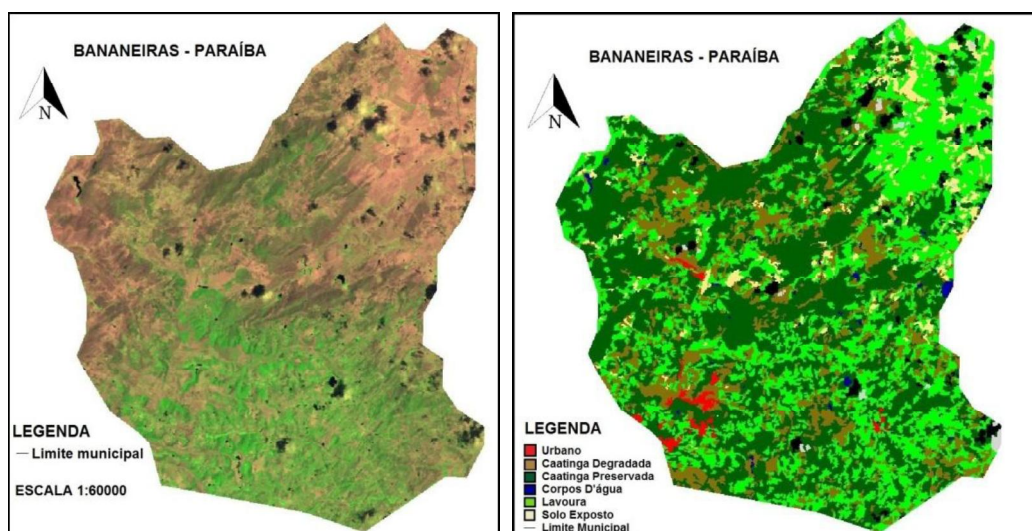 BANANEIRAS - PARAÍBA
N
LEGENDA
Limite municipal
ESCALA 1:60000
BANANEIRAS - PARAÍBA
N
LEGENDA
Urbano
Caatinga Degradada
Caatinga Preservada
Corpos D'água
Lavoura
Solo Exposto
Limite Municipal